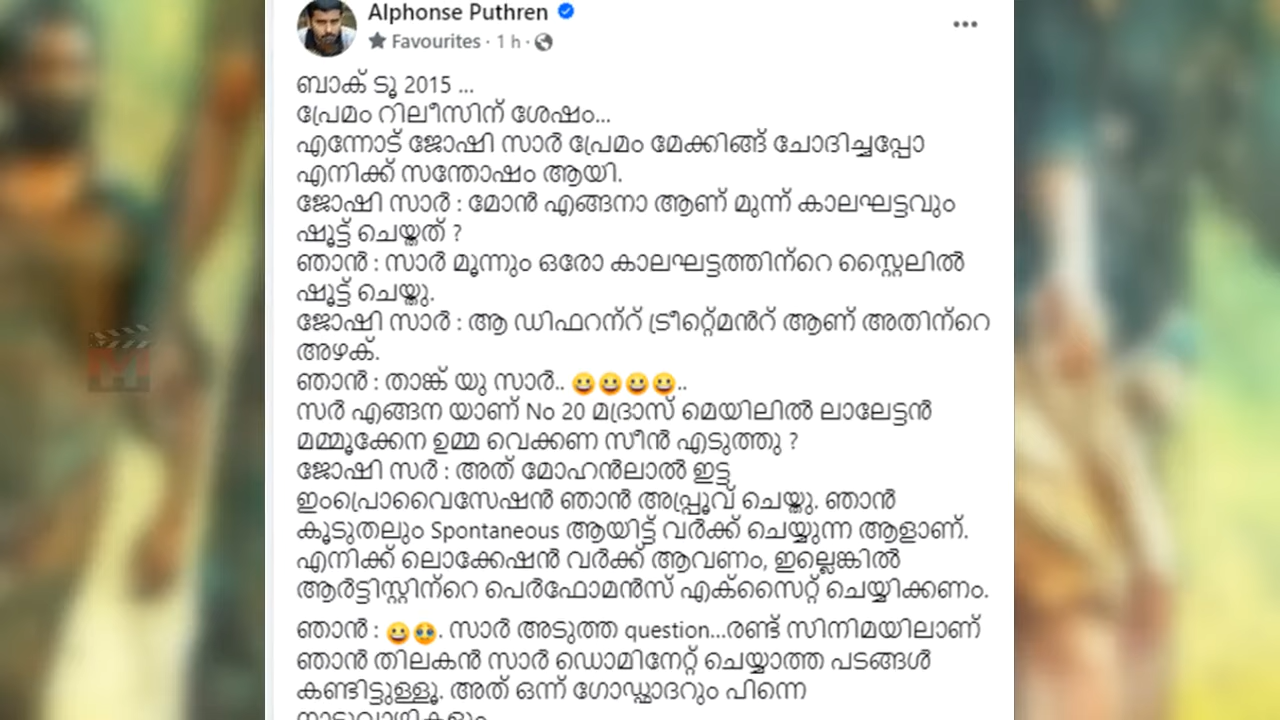 Alphonse Puthren
Favourites · 1 h ·
ബാക് ടൂ 2015 ...
പ്രേമം റിലീസിന് ശേഷം...
എന്നോട് ജോഷി സാർ പ്രേമം മേക്കിങ്ങ് ചോദിച്ചപ്പോ
എനിക്ക് സന്തോഷം ആയി.
ജോഷി സാർ : മോൻ എങ്ങനാ ആണ് മുന്ന് കാലഘട്ടവും
ഷൂട്ട് ചെയ്തത് ?
ഞാൻ : സാർ മൂന്നും ഒരോ കാലഘട്ടത്തിന്റെ സ്റ്റൈലിൽ
ഷൂട്ട് ചെയ്തു.
ജോഷി സാർ : ആ ഡിഫറന്റ് ട്രീറ്റ്മെൻറ് ആണ് അതിന്റെ
അഴക്.
ഞാൻ : താങ്ക് യു സാർ.. 😀😀😀😀..
സർ എങ്ങന യാണ് No 20 മദ്രാസ് മെയിലിൽ ലാലേട്ടൻ
മമ്മൂക്കേന ഉമ്മ വെക്കണ സീൻ എടുത്തു ?
ജോഷി സർ : അത് മോഹൻലാൽ ഇട്ട
ഇംപ്രൊവൈസേഷൻ ഞാൻ അപ്പ്രൂവ് ചെയ്തു. ഞാൻ
കൂടുതലും Spontaneous ആയിട്ട് വർക്ക് ചെയ്യുന്ന ആളാണ്.
എനിക്ക് ലൊക്കേഷൻ വർക്ക് ആവണം, ഇല്ലെങ്കിൽ
ആർട്ടിസ്റ്റിന്റെ പെർഫോമൻസ് എക്സൈറ്റ് ചെയ്യിക്കണം.
ഞാൻ : 😀🥹. സാർ അടുത്ത question...രണ്ട് സിനിമയിലാണ്
ഞാൻ തിലകൻ സാർ ഡൊമിനേറ്റ് ചെയ്യാത്ത പടങ്ങൾ
കണ്ടിട്ടുള്ളൂ. അത് ഒന്ന് ഗോഡ്ഫാദറും പിന്നെ